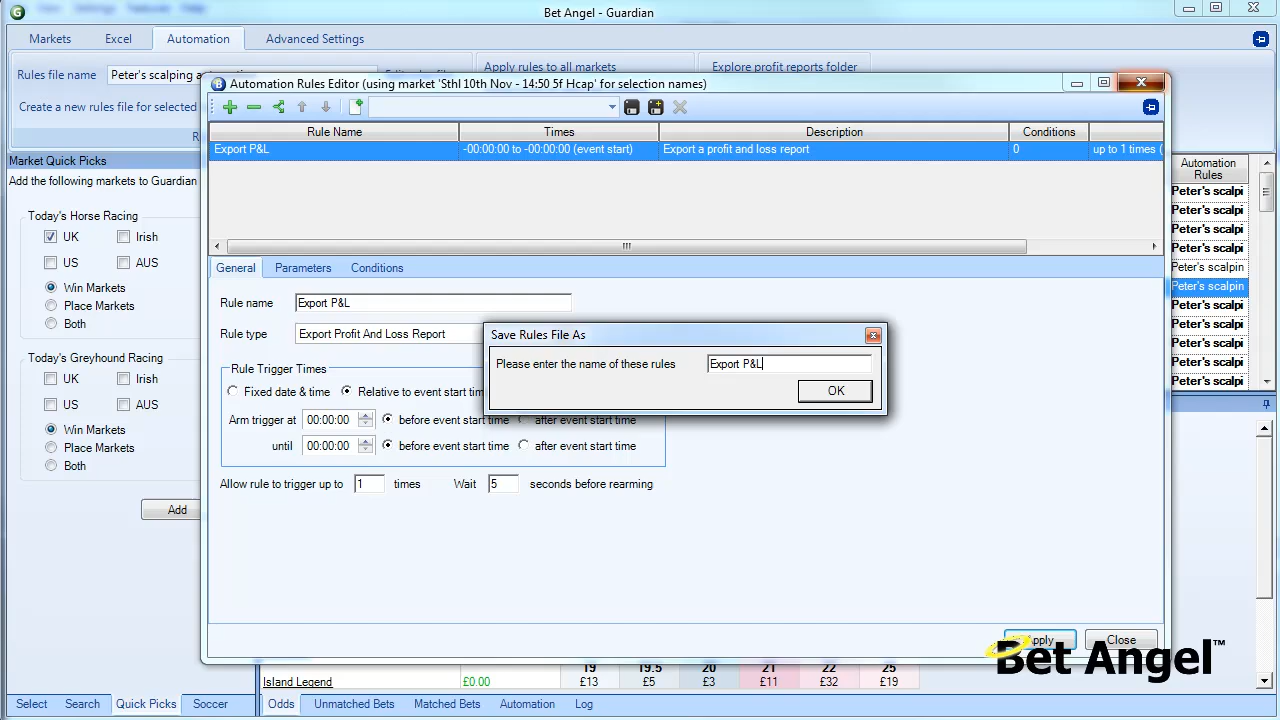 Bet Angel - Guardian
Markets
Excel
Automation
Advanced Settings
Rules file name
Peter's scalping
Apply rules to all markets
Explore profit reports folder
Create a new rules file for selected
Automation Rules Editor (using market 'Sthl 10th Nov - 14:50 5f Hcap' for selection names)
Rule Name
Times
Description
Conditions
Export P&L
-00:00:00 to -00:00:00 (event start)
Export a profit and loss report
0
up to 1 times (
Market Quick Picks
Add the following markets to Guardian
Today's Horse Racing
UK
Irish
US
AUS
Win Markets
Place Markets
Both
Today's Greyhound Racing
UK
Irish
US
AUS
Win Markets
Place Markets
Both
Add
General
Parameters
Conditions
Rule name
Export P&L
Rule type
Export Profit And Loss Report
Rule Trigger Times
Fixed date & time
Relative to event start tim
Arm trigger at
00:00:00
before event start time
after event start time
until
00:00:00
before event start time
after event start time
Allow rule to trigger up to
1
times
Wait
5
seconds before rearming
Save Rules File As
Please enter the name of these rules
Export P&L
OK
Automation
Rules
Peter's scalpi
Peter's scalpi
Peter's scalpi
Peter's scalpi
Peter's scalpin
Peter's scalpin
Peter's scalpi
Peter's scalpi
Peter's scalpi
Peter's scalpi
Peter's scalpi
Apply
Close
Bet Angel™
Island Legend
£0.00
19
£13
19.5
£5
20
£3
21
£11
22
£32
25
£19
Select
Search
Quick Picks
Soccer
Odds
Unmatched Bets
Matched Bets
Automation
Log